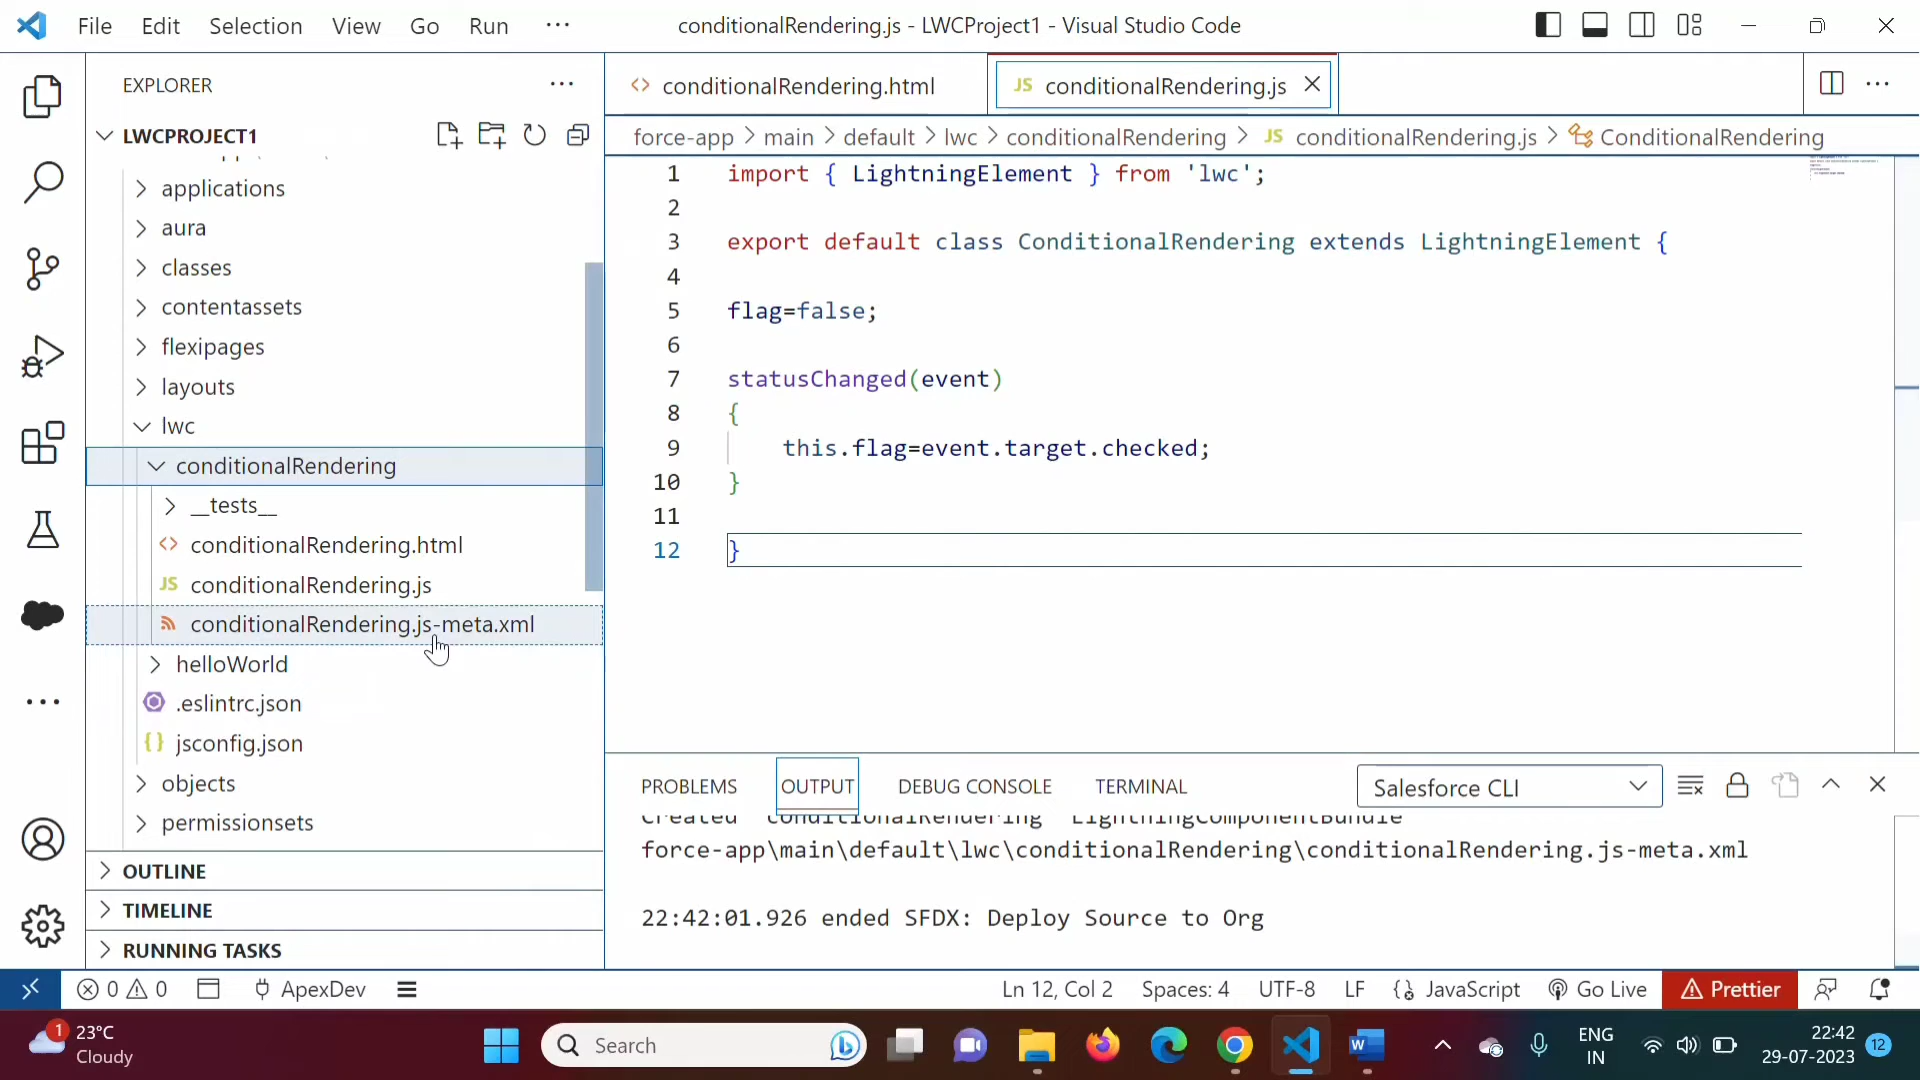 File Edit Selection View Go Run ···
conditionalRendering.js - LWCProject1 - Visual Studio Code
EXPLORER
LWCPROJECT1
applications
aura
classes
contentassets
flexipages
layouts
lwc
conditionalRendering
__tests__
conditionalRendering.html
conditionalRendering.js
conditionalRendering.js-meta.xml
helloWorld
.eslintrc.json
jsconfig.json
objects
permissionsets
OUTLINE
TIMELINE
RUNNING TASKS
conditionalRendering.html JS conditionalRendering.js
force-app > main > default > lwc > conditionalRendering > JS conditionalRendering.js > ConditionalRendering
1 import { LightningElement } from 'lwc';
2
3 export default class ConditionalRendering extends LightningElement {
4
5 flag=false;
6
7 statusChanged(event)
8 {
9 this.flag=event.target.checked;
10 }
11
12 }
PROBLEMS OUTPUT DEBUG CONSOLE TERMINAL Salesforce CLI
Created conditionalRendering LightningComponentBundle
force-app\main\default\lwc\conditionalRendering\conditionalRendering.js-meta.xml
22:42:01.926 ended SFDX: Deploy Source to Org
0 0 ApexDev Ln 12, Col 2 Spaces: 4 UTF-8 LF JavaScript Go Live Prettier
1 23°C
Cloudy
Search
ENG
IN
22:42
29-07-2023
12